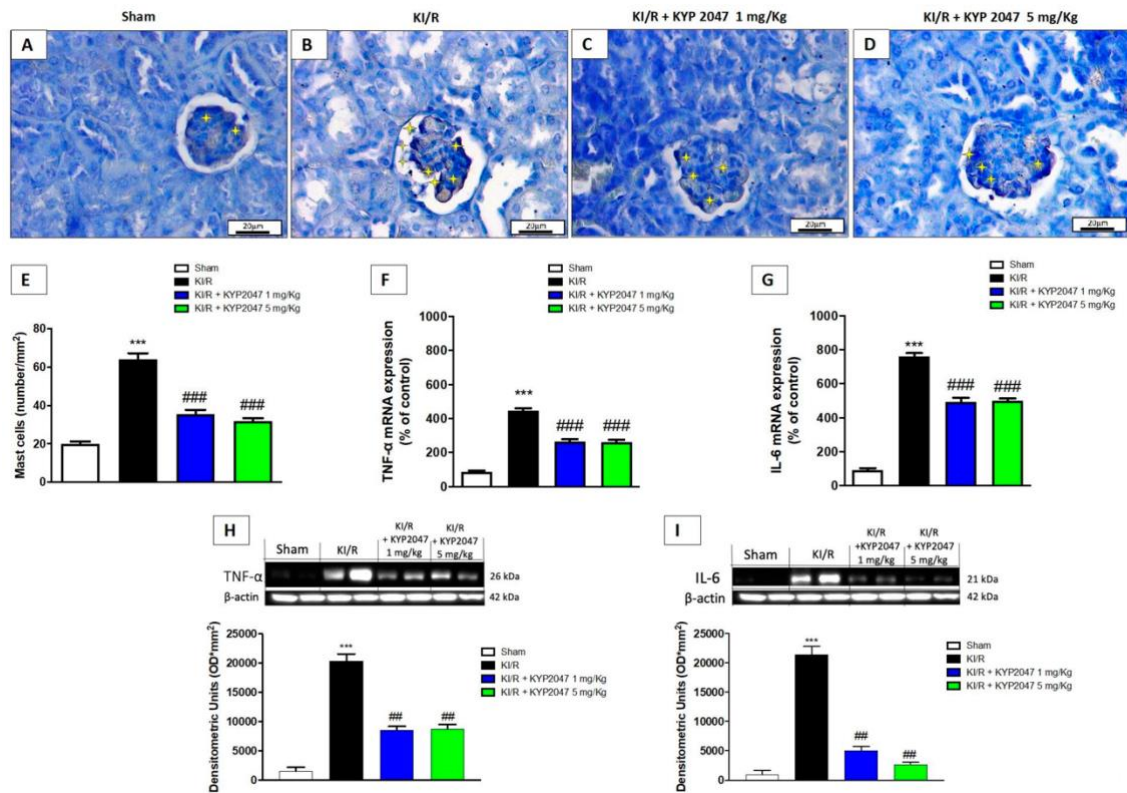 Sham
KI/R
KI/R + KYP 2047 1 mg/Kg
KI/R + KYP 2047 5 mg/Kg
A
B
C
D
20µm
20µm
20µm
20µm
E
Sham
KI/R
KI/R + KYP2047 1 mg/Kg
KI/R + KYP2047 5 mg/Kg
Mast cells (number/mm²)
80
60
40
20
0
***
###
###
F
Sham
KI/R
KI/R + KYP2047 1 mg/Kg
KI/R + KYP2047 5 mg/Kg
TNF-α mRNA expression
(% of control)
1000
800
600
400
200
0
***
###
###
G
Sham
KI/R
KI/R + KYP2047 1 mg/Kg
KI/R + KYP2047 5 mg/Kg
IL-6 mRNA expression
(% of control)
1000
800
600
400
200
0
***
###
###
H
Sham
KI/R
KI/R
+ KYP2047
1 mg/kg
KI/R
+ KYP2047
5 mg/kg
TNF-α
26 kDa
β-actin
42 kDa
Densitometric Units (OD*mm²)
25000
20000
15000
10000
5000
0
***
##
##
Sham
KI/R
KI/R + KYP2047 1 mg/Kg
KI/R + KYP2047 5 mg/Kg
I
Sham
KI/R
KI/R
+KYP2047
1 mg/kg
KI/R
+ KYP2047
5 mg/kg
IL-6
21 kDa
β-actin
42 kDa
Densitometric Units (OD*mm²)
25000
20000
15000
10000
5000
0
***
##
##
Sham
KI/R
KI/R + KYP2047 1 mg/Kg
KI/R + KYP2047 5 mg/Kg